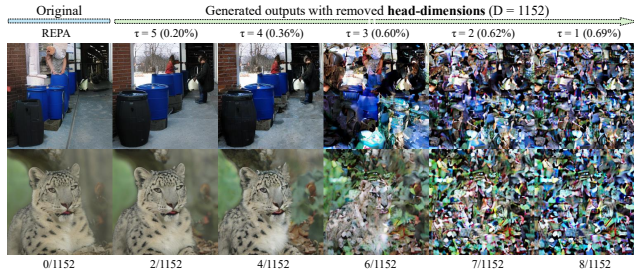 Original Generated outputs with removed head-dimensions (D = 1152)
REPA τ = 5 (0.20%) τ = 4 (0.36%) τ = 3 (0.60%) τ = 2 (0.62%) τ = 1 (0.69%)
0/1152 2/1152 4/1152 6/1152 7/1152 8/1152